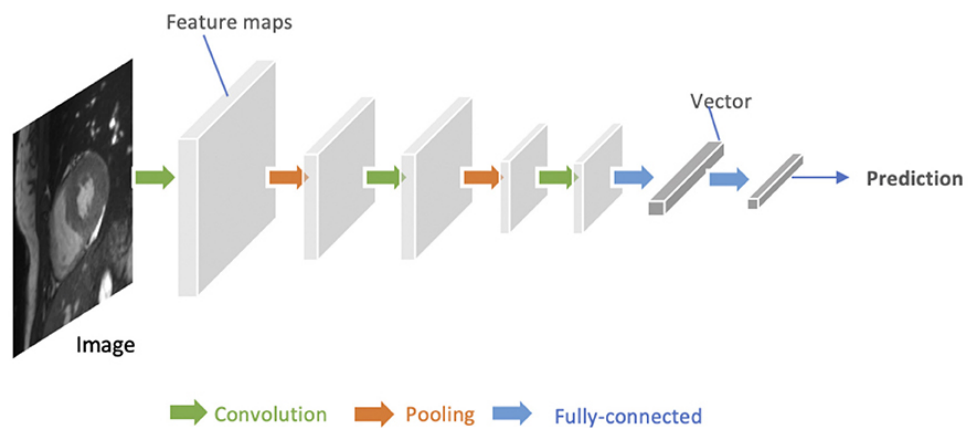 Feature maps
Vector
Prediction
Image
Convolution
Pooling
Fully-connected